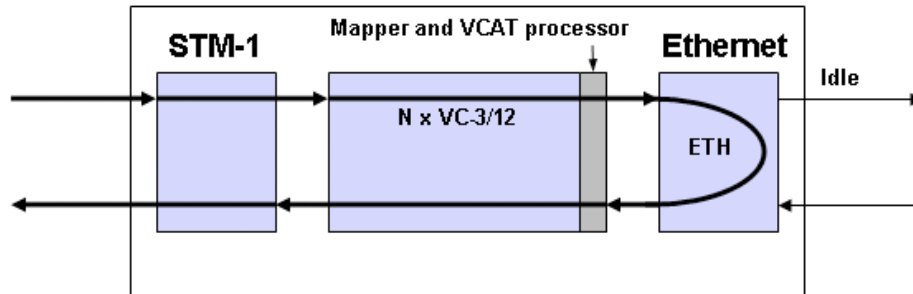 Mapper and VCAT processor
STM-1
Ethernet
Idle
N x VC-3/12
ETH